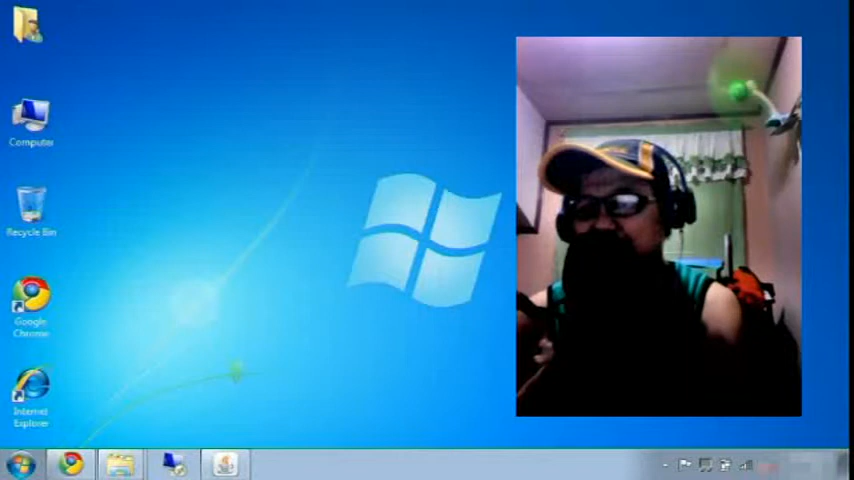 Computer
Recycle Bin
Google
Chrome
Internet
Explorer